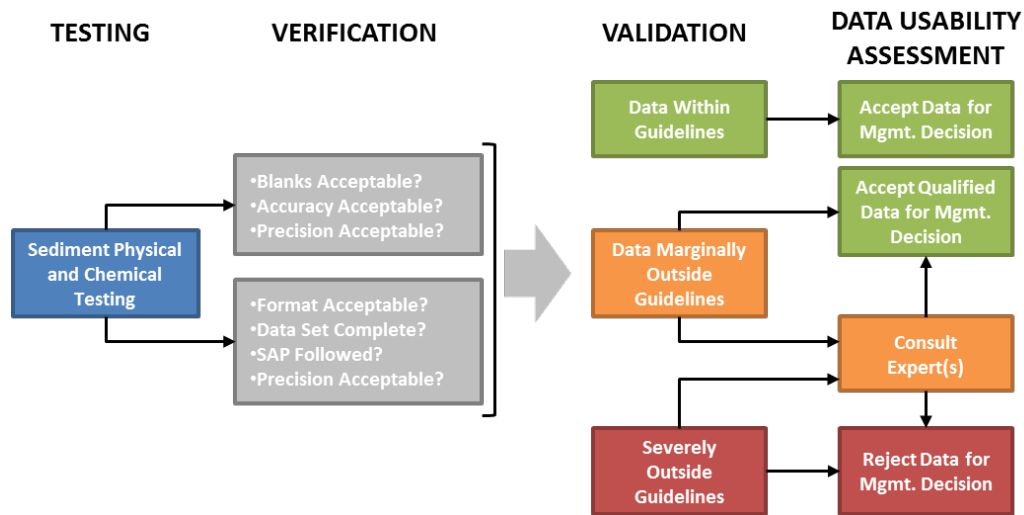 TESTING
VERIFICATION
VALIDATION
DATA USABILITY
ASSESSMENT
Sediment Physical
and Chemical
Testing
•Blanks Acceptable?
•Accuracy Acceptable?
•Precision Acceptable?
•Format Acceptable?
•Data Set Complete?
•SAP Followed?
•Precision Acceptable?
Data Within
Guidelines
Accept Data for
Mgmt. Decision
Data Marginally
Outside
Guidelines
Accept Qualified
Data for Mgmt.
Decision
Consult
Expert(s)
Severely
Outside
Guidelines
Reject Data for
Mgmt. Decision